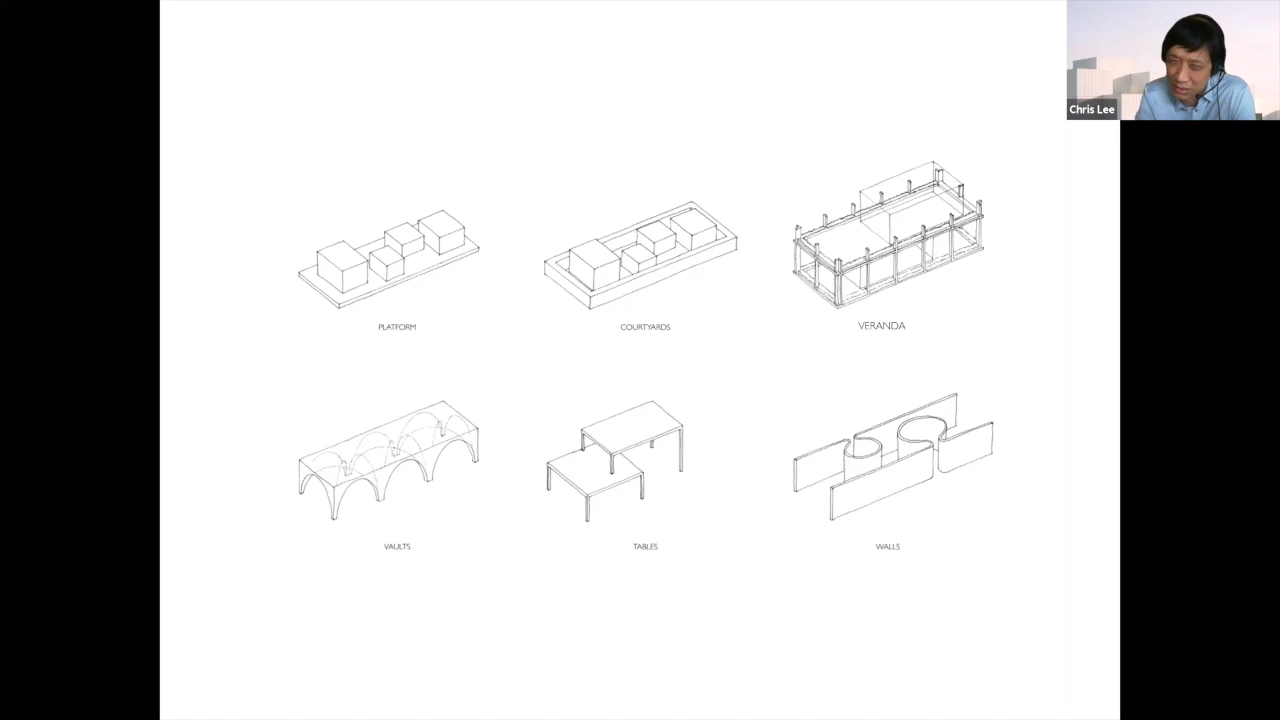 Chris Lee
PLATFORM
COURTYARDS
VERANDA
VAULTS
TABLES
WALLS